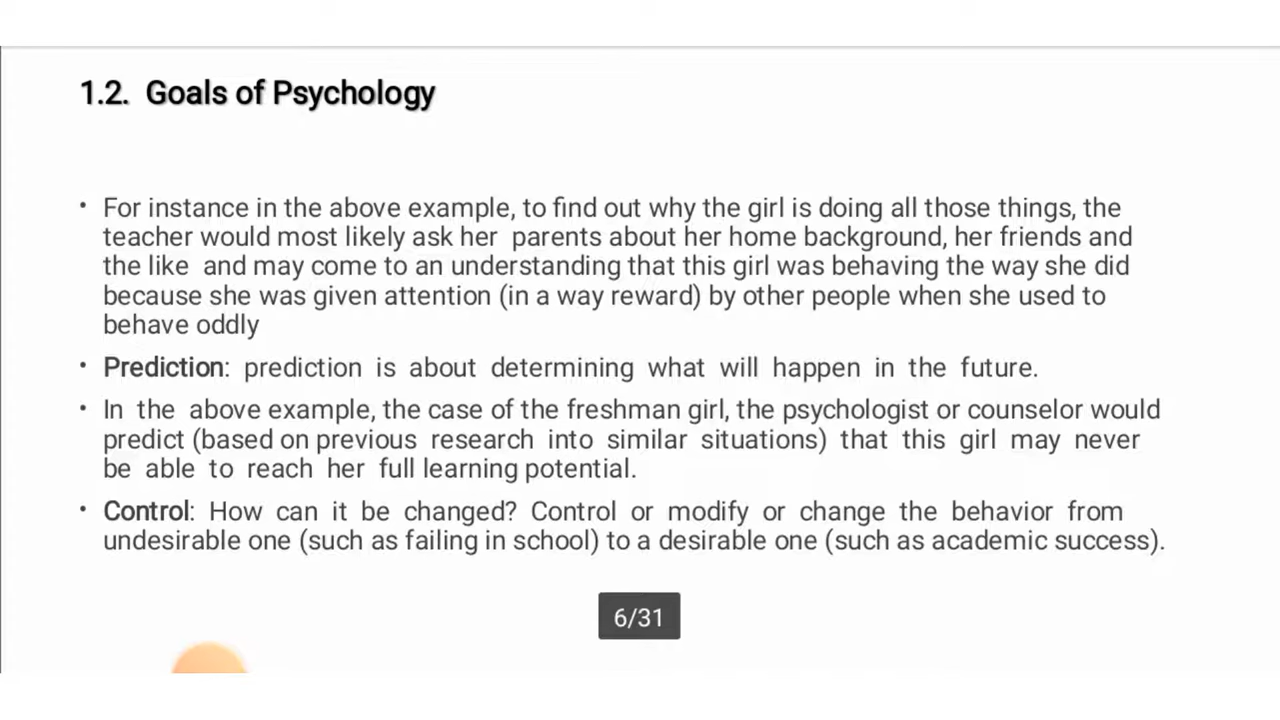 1.2. Goals of Psychology
• For instance in the above example, to find out why the girl is doing all those things, the
teacher would most likely ask her parents about her home background, her friends and
the like and may come to an understanding that this girl was behaving the way she did
because she was given attention (in a way reward) by other people when she used to
behave oddly
• Prediction: prediction is about determining what will happen in the future.
• In the above example, the case of the freshman girl, the psychologist or counselor would
predict (based on previous research into similar situations) that this girl may never
be able to reach her full learning potential.
• Control: How can it be changed? Control or modify or change the behavior from
undesirable one (such as failing in school) to a desirable one (such as academic success).
6/31